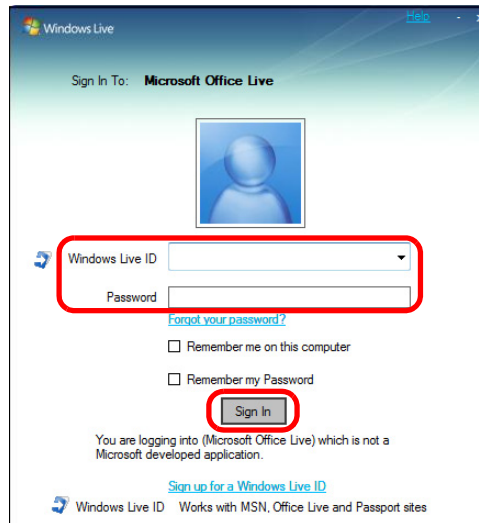 Help - x
Windows Live
Sign In To: Microsoft Office Live
Windows Live ID
Password
Forgot your password?
Remember me on this computer
Remember my Password
Sign In
You are logging into (Microsoft Office Live) which is not a
Microsoft developed application.
Sign up for a Windows Live ID
Windows Live ID Works with MSN, Office Live and Passport sites